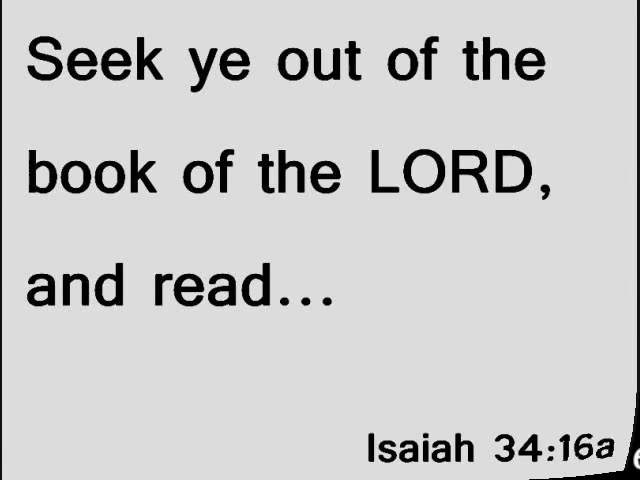 Seek ye out of the
book of the LORD,
and read...
Isaiah 34:16a